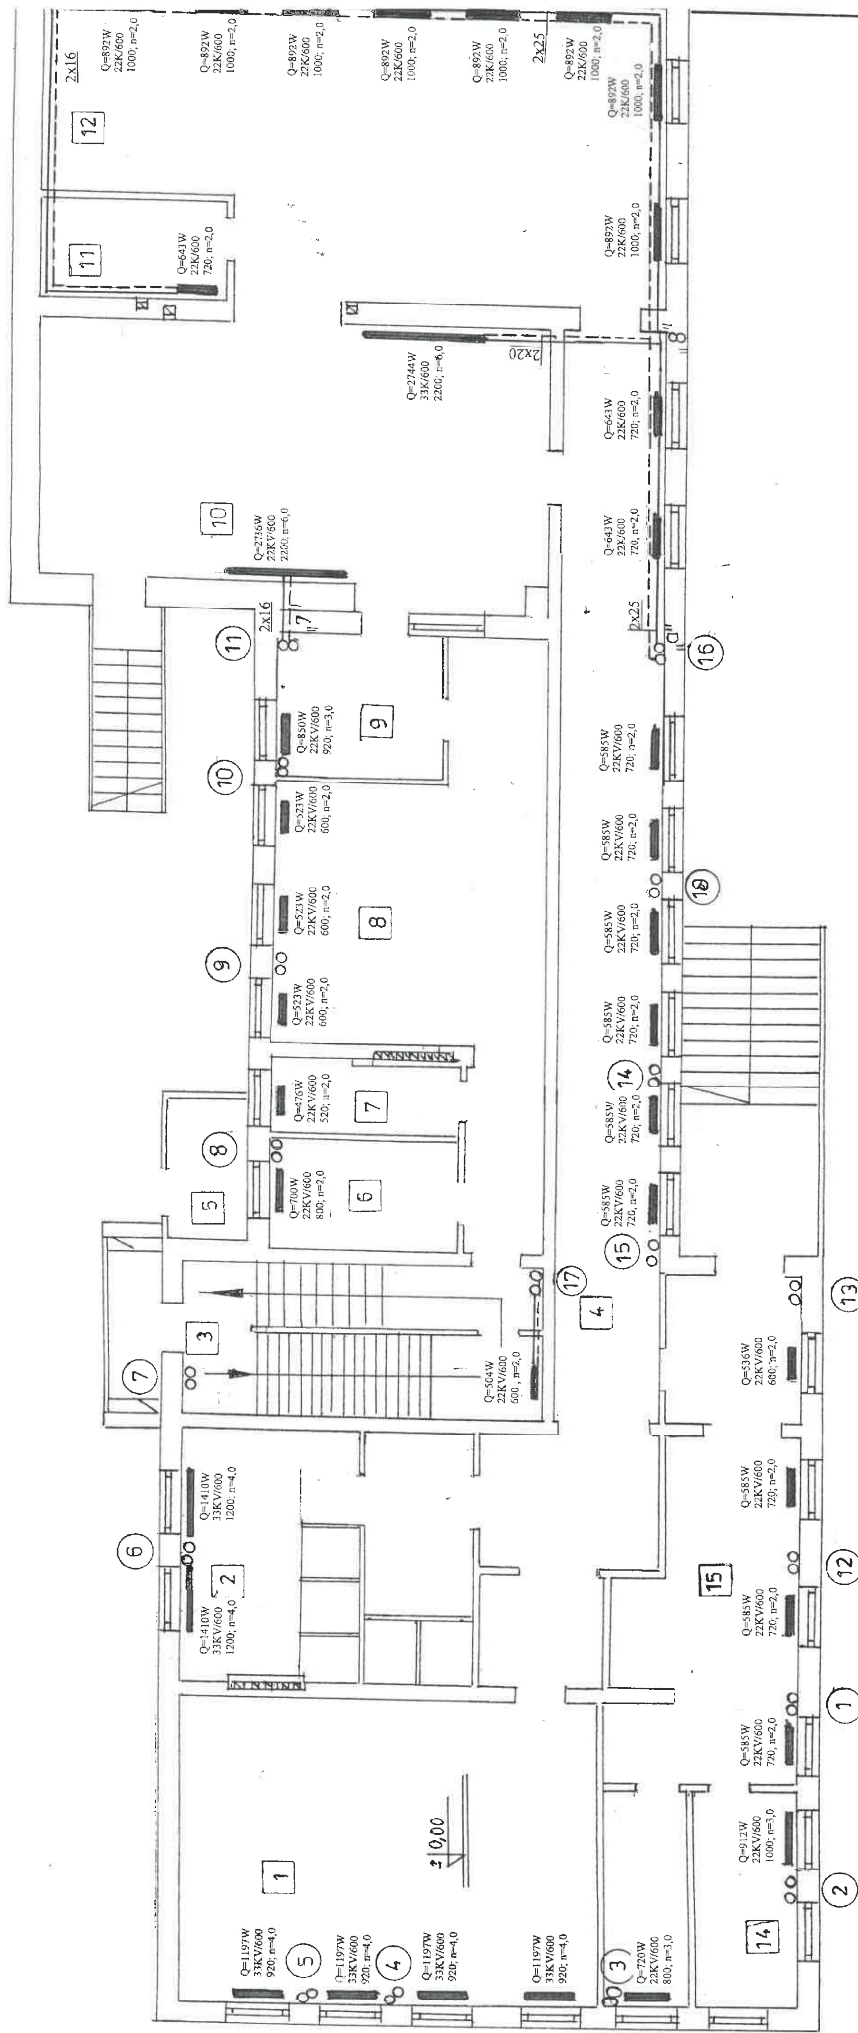 2x16
Q=892W
22K/600
1000; n=2,0
Q=892W
22K/600
1000; n=2,0
Q=892W
22K/600
1000; n=2,0
Q=892W
22K/600
1000; n=2,0
Q=892W
22K/600
1000; n=2,0
2x25
Q=892W
22K/600
1000; n=2,0
Q=892W
22K/600
1000; n=2,0
Q=892W
22K/600
1000; n=2,0
12
11
Q=643W
22K/600
720; n=2,0
Q=2744W
33K/600
2200; n=6,0
2x20
Q=643W
22K/600
720; n=2,0
Q=643W
22K/600
720; n=2,0
2x25
10
Q=2736W
22KV/600
2200; n=6,0
2x16
7
11
16
9
Q=850W
22KV/600
920; n=3,0
10
Q=523W
22KV/600
600; n=2,0
Q=523W
22KV/600
600; n=2,0
Q=523W
22KV/600
600; n=2,0
8
9
Q=585W
22KV/600
720; n=2,0
Q=585W
22KV/600
720; n=2,0
Q=585W
22KV/600
720; n=2,0
Q=585W
22KV/600
720; n=2,0
14
Q=585W
22KV/600
720; n=2,0
Q=585W
22KV/600
720; n=2,0
15
Q=476W
22KV/600
520; n=2,0
7
8
5
Q=700W
22KV/600
800; n=2,0
6
17
4
3
7
Q=504W
22KV/600
600 ; n=2,0
13
Q=536W
22KV/600
600; n=2,0
Q=1410W
33KV/600
1200; n=4,0
6
2
Q=1410W
33KV/600
1200; n=4,0
Q=585W
22KV/600
720; n=2,0
12
15
Q=585W
22KV/600
720; n=2,0
1
Q=585W
22KV/600
720; n=2,0
± 0,00
1
Q=912W
22KV/600
1000; n=3,0
2
14
Q=1197W
33KV/600
920; n=4,0
5
Q=1197W
33KV/600
920; n=4,0
4
Q=1197W
33KV/600
920; n=4,0
Q=1197W
33KV/600
920; n=4,0
3
Q=720W
22KV/600
800; n=3,0